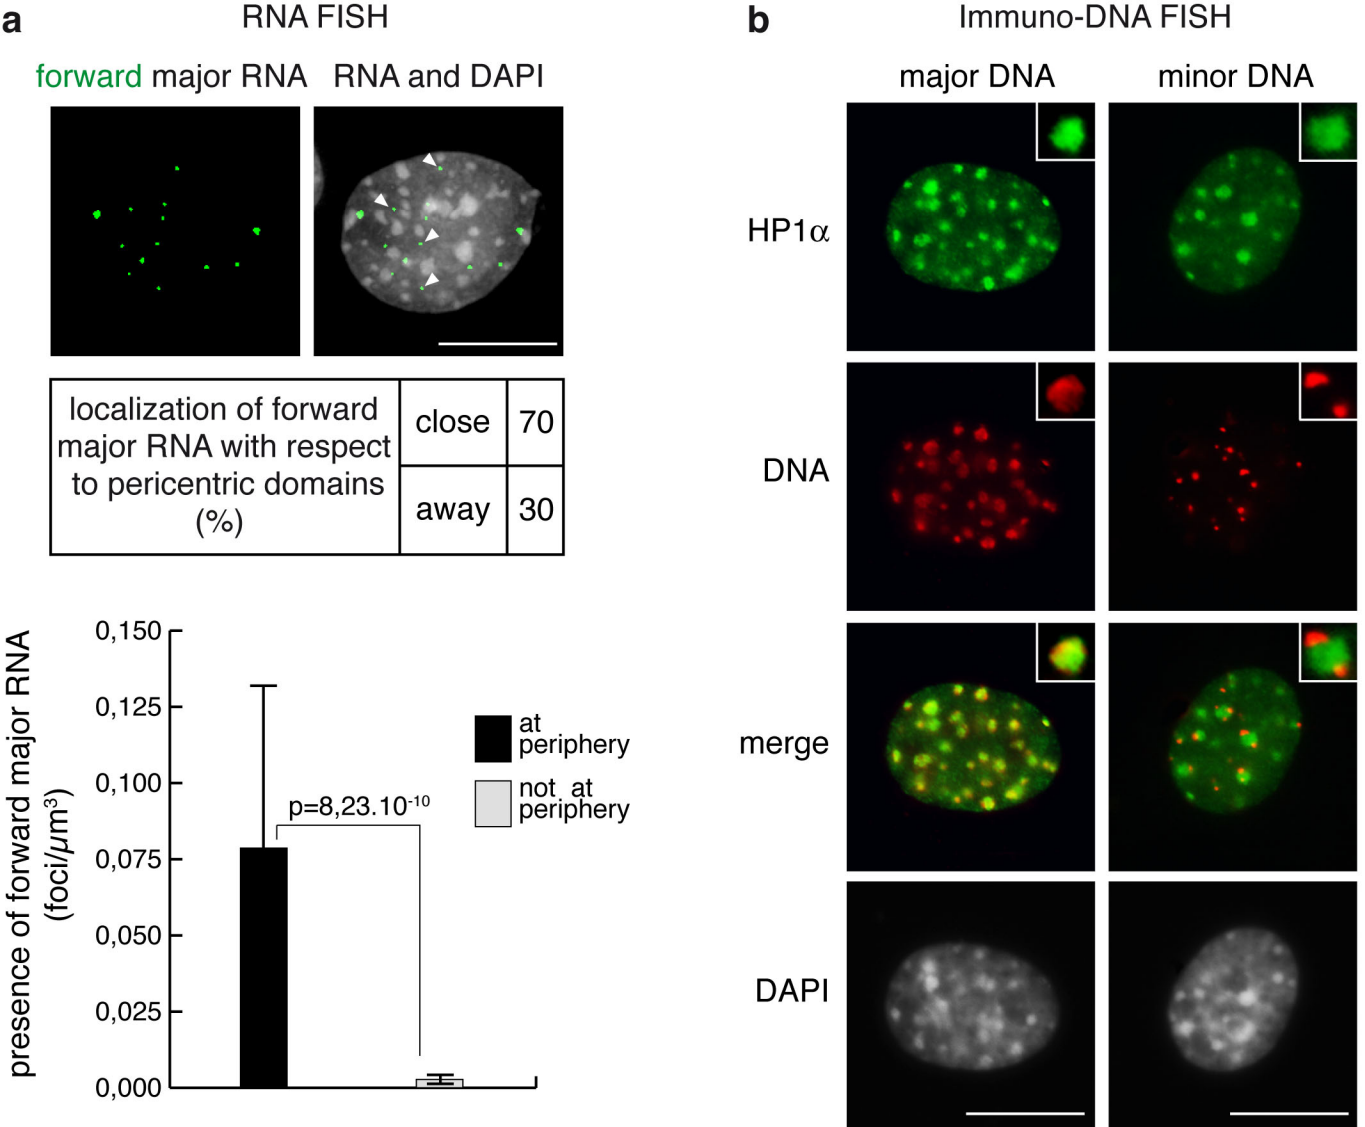 a
RNA FISH
forward major RNA
RNA and DAPI
localization of forward
major RNA with respect
to pericentric domains
(%)
close
70
away
30
presence of forward major RNA
(foci/µm³)
0,150
0,125
0,100
0,075
0,050
0,025
0,000
p=8,23.10⁻¹⁰
at
periphery
not at
periphery
b
Immuno-DNA FISH
major DNA
minor DNA
HP1α
DNA
merge
DAPI